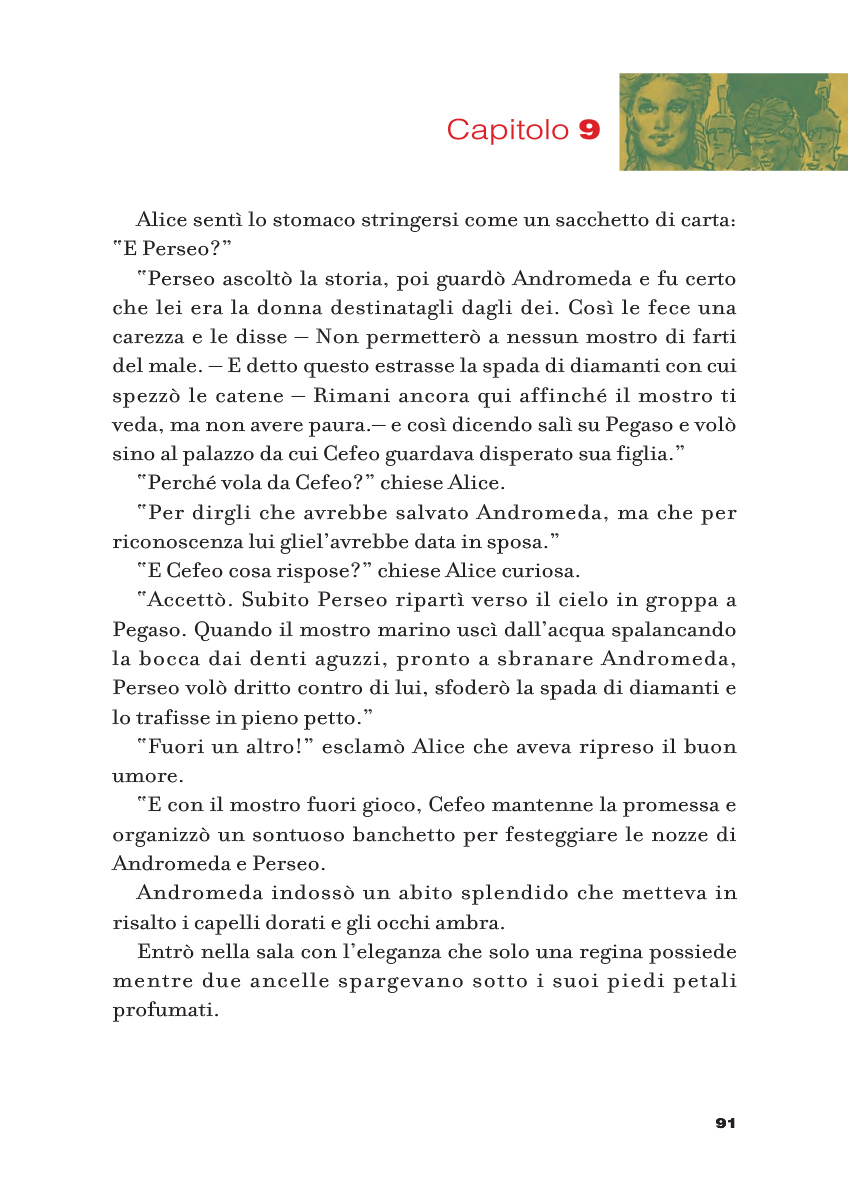 Capitolo 9
Alice sentì lo stomaco stringersi come un sacchetto di carta:
"E Perseo?"
"Perseo ascoltò la storia, poi guardò Andromeda e fu certo
che lei era la donna destinatagli dagli dei. Così le fece una
carezza e le disse – Non permetterò a nessun mostro di farti
del male. – E detto questo estrasse la spada di diamanti con cui
spezzò le catene – Rimani ancora qui affinché il mostro ti
veda, ma non avere paura.– e così dicendo salì su Pegaso e volò
sino al palazzo da cui Cefeo guardava disperato sua figlia."
"Perché vola da Cefeo?" chiese Alice.
"Per dirgli che avrebbe salvato Andromeda, ma che per
riconoscenza lui gliel'avrebbe data in sposa."
"E Cefeo cosa rispose?" chiese Alice curiosa.
"Accettò. Subito Perseo ripartì verso il cielo in groppa a
Pegaso. Quando il mostro marino uscì dall'acqua spalancando
la bocca dai denti aguzzi, pronto a sbranare Andromeda,
Perseo volò dritto contro di lui, sfoderò la spada di diamanti e
lo trafisse in pieno petto."
"Fuori un altro!" esclamò Alice che aveva ripreso il buon
umore.
"E con il mostro fuori gioco, Cefeo mantenne la promessa e
organizzò un sontuoso banchetto per festeggiare le nozze di
Andromeda e Perseo.
Andromeda indossò un abito splendido che metteva in
risalto i capelli dorati e gli occhi ambra.
Entrò nella sala con l'eleganza che solo una regina possiede
mentre due ancelle spargevano sotto i suoi piedi petali
profumati.
91